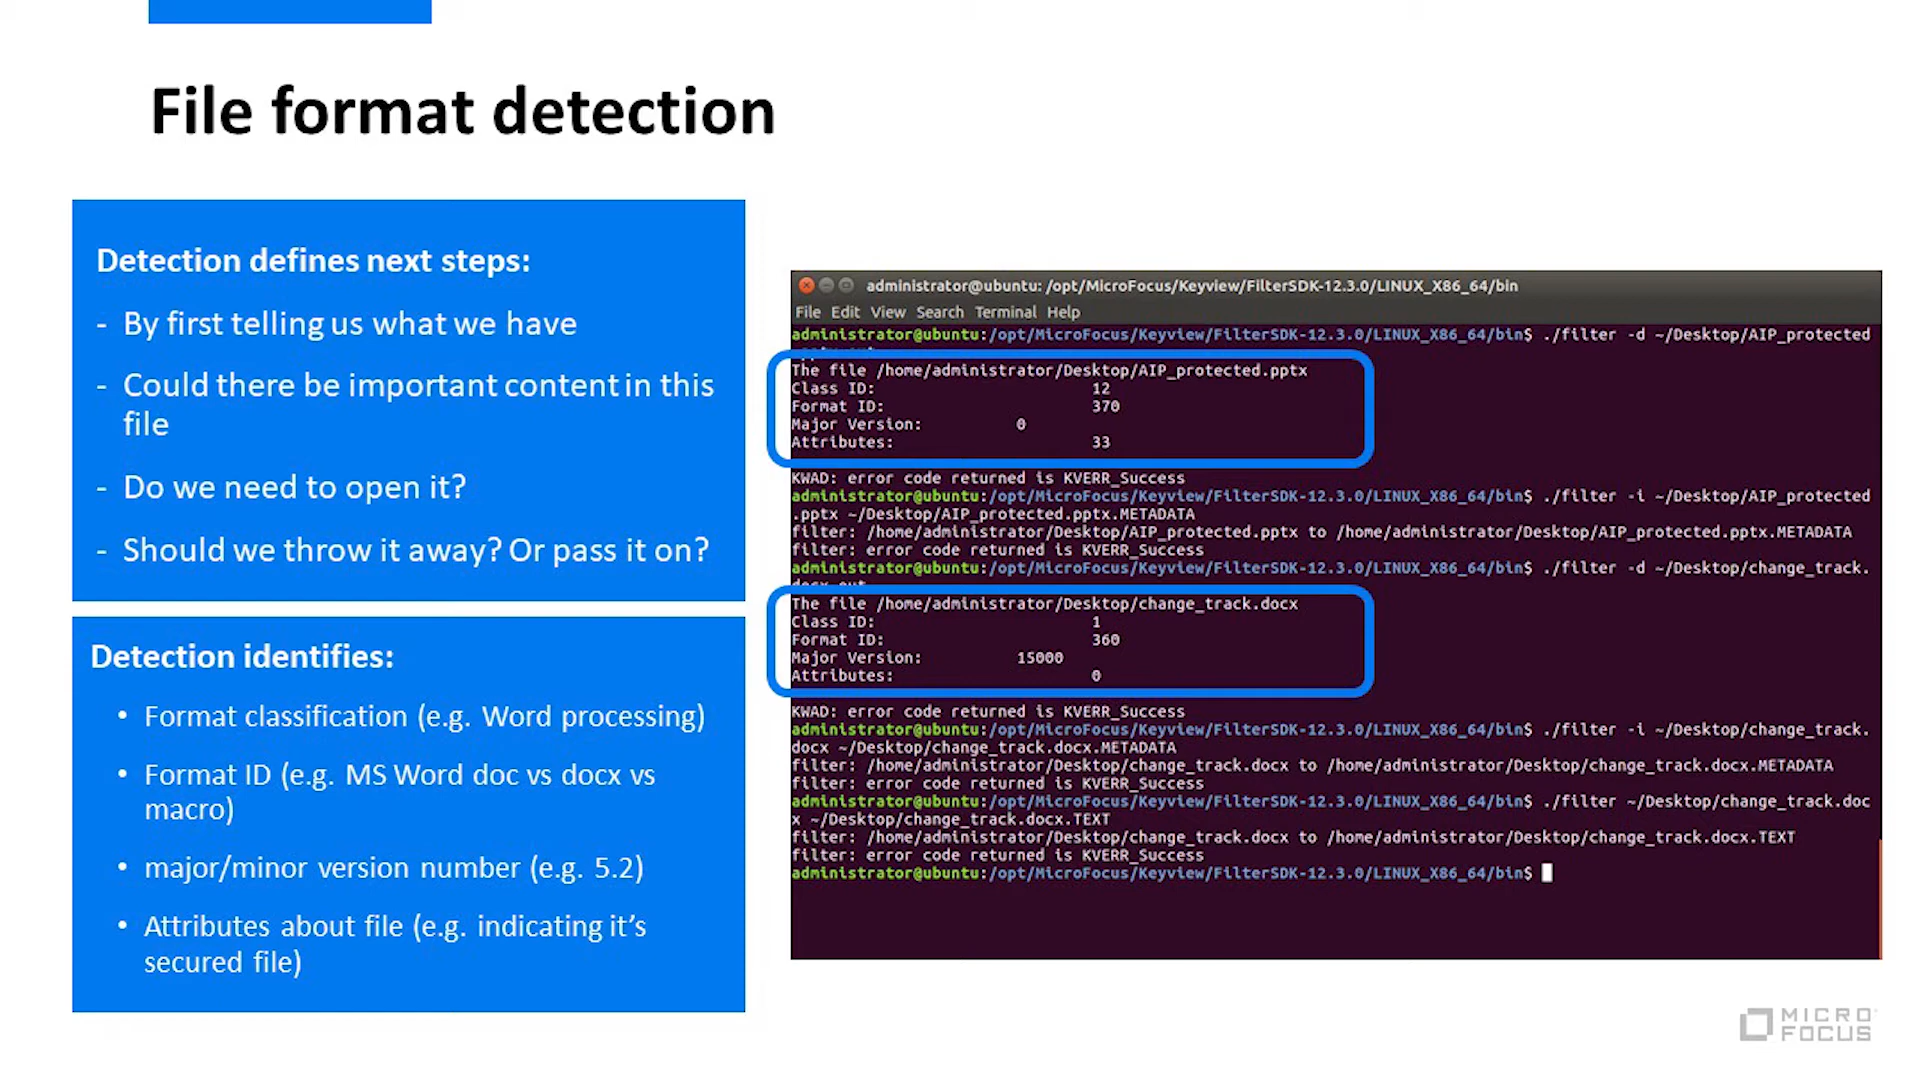 File format detection
Detection defines next steps:
- By first telling us what we have
- Could there be important content in this
file
- Do we need to open it?
- Should we throw it away? Or pass it on?
Detection identifies:
• Format classification (e.g. Word processing)
• Format ID (e.g. MS Word doc vs docx vs
macro)
• major/minor version number (e.g. 5.2)
• Attributes about file (e.g. indicating it's
secured file)
administrator@ubuntu: /opt/MicroFocus/Keyview/FilterSDK-12.3.0/LINUX_X86_64/bin
File Edit View Search Terminal Help
administrator@ubuntu:/opt/MicroFocus/Keyview/FilterSDK-12.3.0/LINUX_X86_64/bin$ ./filter -d ~/Desktop/AIP_protected
The file /home/administrator/Desktop/AIP_protected.pptx
Class ID: 12
Format ID: 370
Major Version: 0
Attributes: 33
KWAD: error code returned is KVERR_Success
administrator@ubuntu:/opt/MicroFocus/Keyview/FilterSDK-12.3.0/LINUX_X86_64/bin$ ./filter -i ~/Desktop/AIP_protected
.pptx ~/Desktop/AIP_protected.pptx.METADATA
filter: /home/administrator/Desktop/AIP_protected.pptx to /home/administrator/Desktop/AIP_protected.pptx.METADATA
filter: error code returned is KVERR_Success
administrator@ubuntu:/opt/MicroFocus/Keyview/FilterSDK-12.3.0/LINUX_X86_64/bin$ ./filter -d ~/Desktop/change_track.
docx out
The file /home/administrator/Desktop/change_track.docx
Class ID: 1
Format ID: 360
Major Version: 15000
Attributes: 0
KWAD: error code returned is KVERR_Success
administrator@ubuntu:/opt/MicroFocus/Keyview/FilterSDK-12.3.0/LINUX_X86_64/bin$ ./filter -i ~/Desktop/change_track.
docx ~/Desktop/change_track.docx.METADATA
filter: /home/administrator/Desktop/change_track.docx to /home/administrator/Desktop/change_track.docx.METADATA
filter: error code returned is KVERR_Success
administrator@ubuntu:/opt/MicroFocus/Keyview/FilterSDK-12.3.0/LINUX_X86_64/bin$ ./filter ~/Desktop/change_track.doc
x ~/Desktop/change_track.docx.TEXT
filter: /home/administrator/Desktop/change_track.docx to /home/administrator/Desktop/change_track.docx.TEXT
filter: error code returned is KVERR_Success
administrator@ubuntu:/opt/MicroFocus/Keyview/FilterSDK-12.3.0/LINUX_X86_64/bin$
MICRO
FOCUS